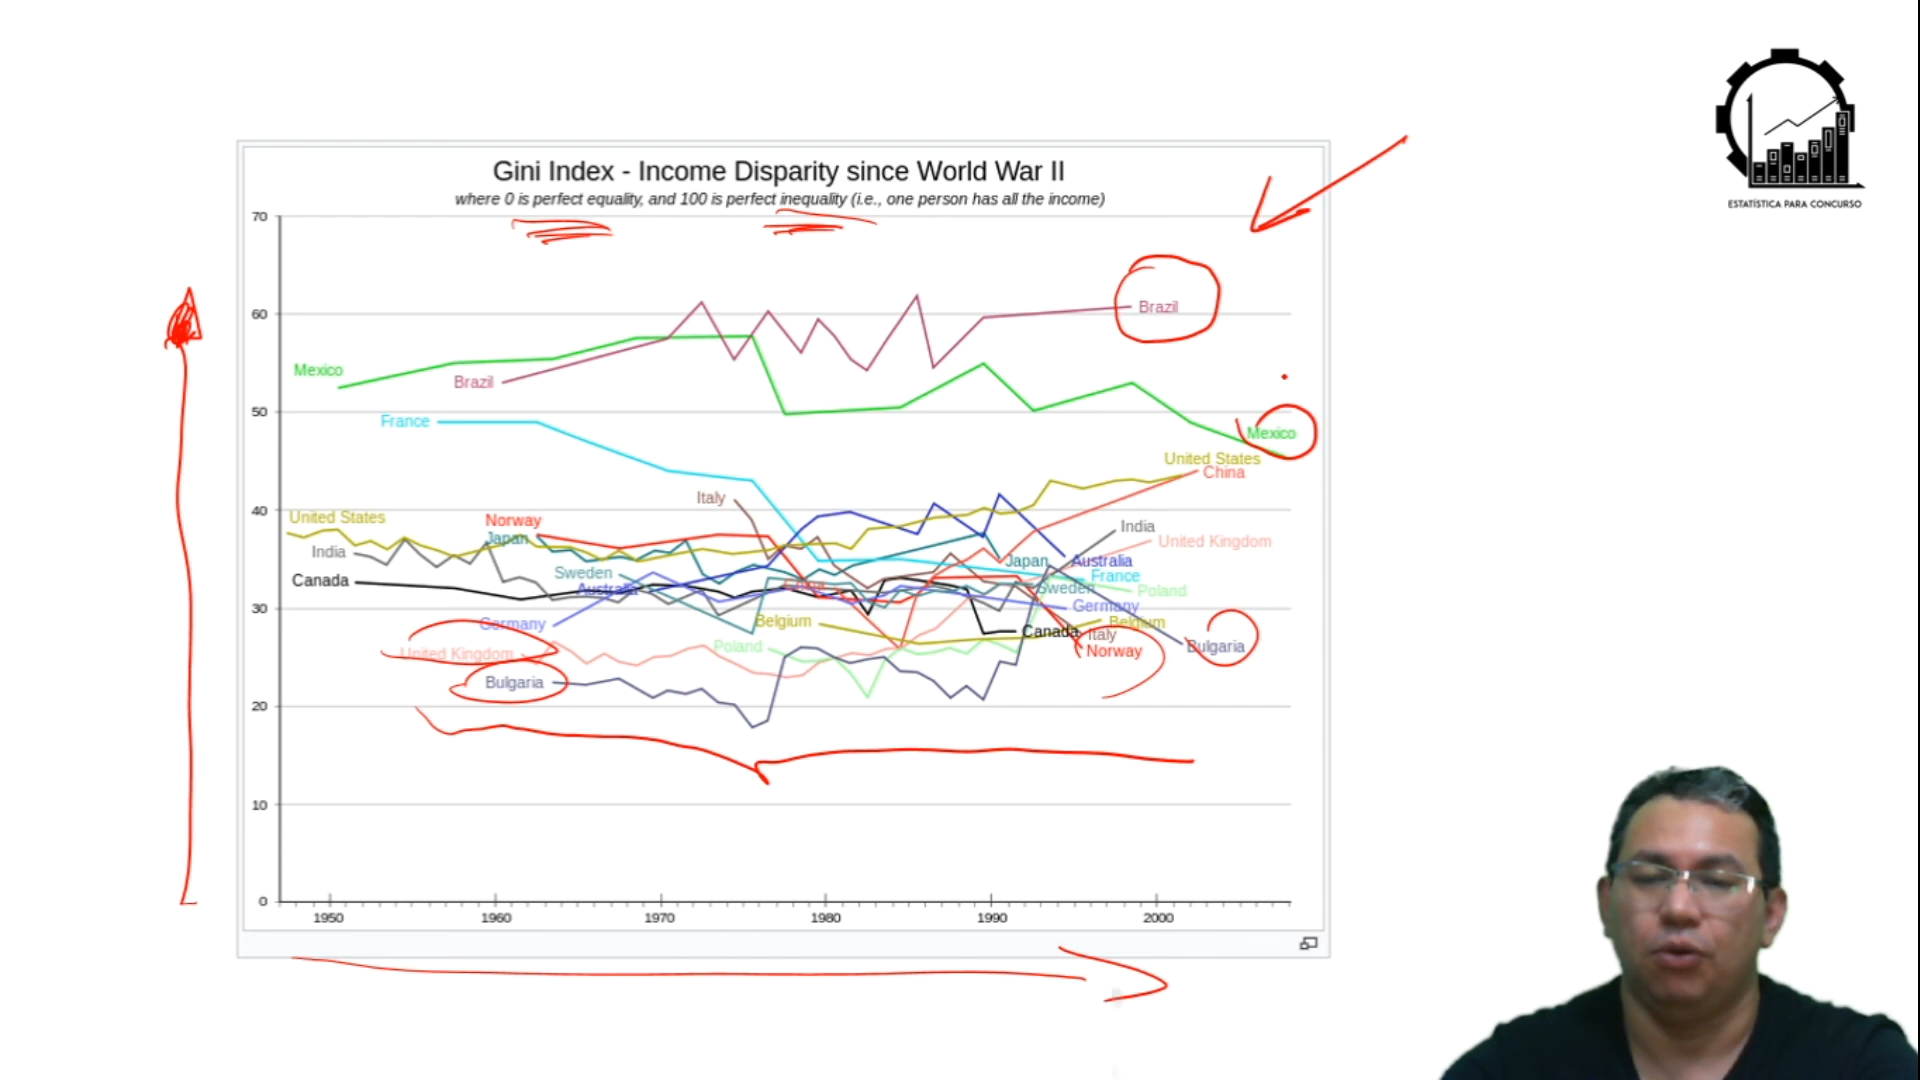 Gini Index - Income Disparity since World War II
where 0 is perfect equality, and 100 is perfect inequality (i.e., one person has all the income)
ESTATÍSTICA PARA CONCURSO
70
60
Brazil
Mexico
Brazil
50
France
Mexico
United States
China
Italy
40
United States
Norway
India
Japan
United Kingdom
India
Japan
Australia
Sweden
France
Canada
China
Sweden
Poland
Australia
30
Germany
Germany
Belgium
Belgium
Canada
Italy
United Kingdom
Poland
Norway
Bulgaria
Bulgaria
20
10
0
1950 1960 1970 1980 1990 2000